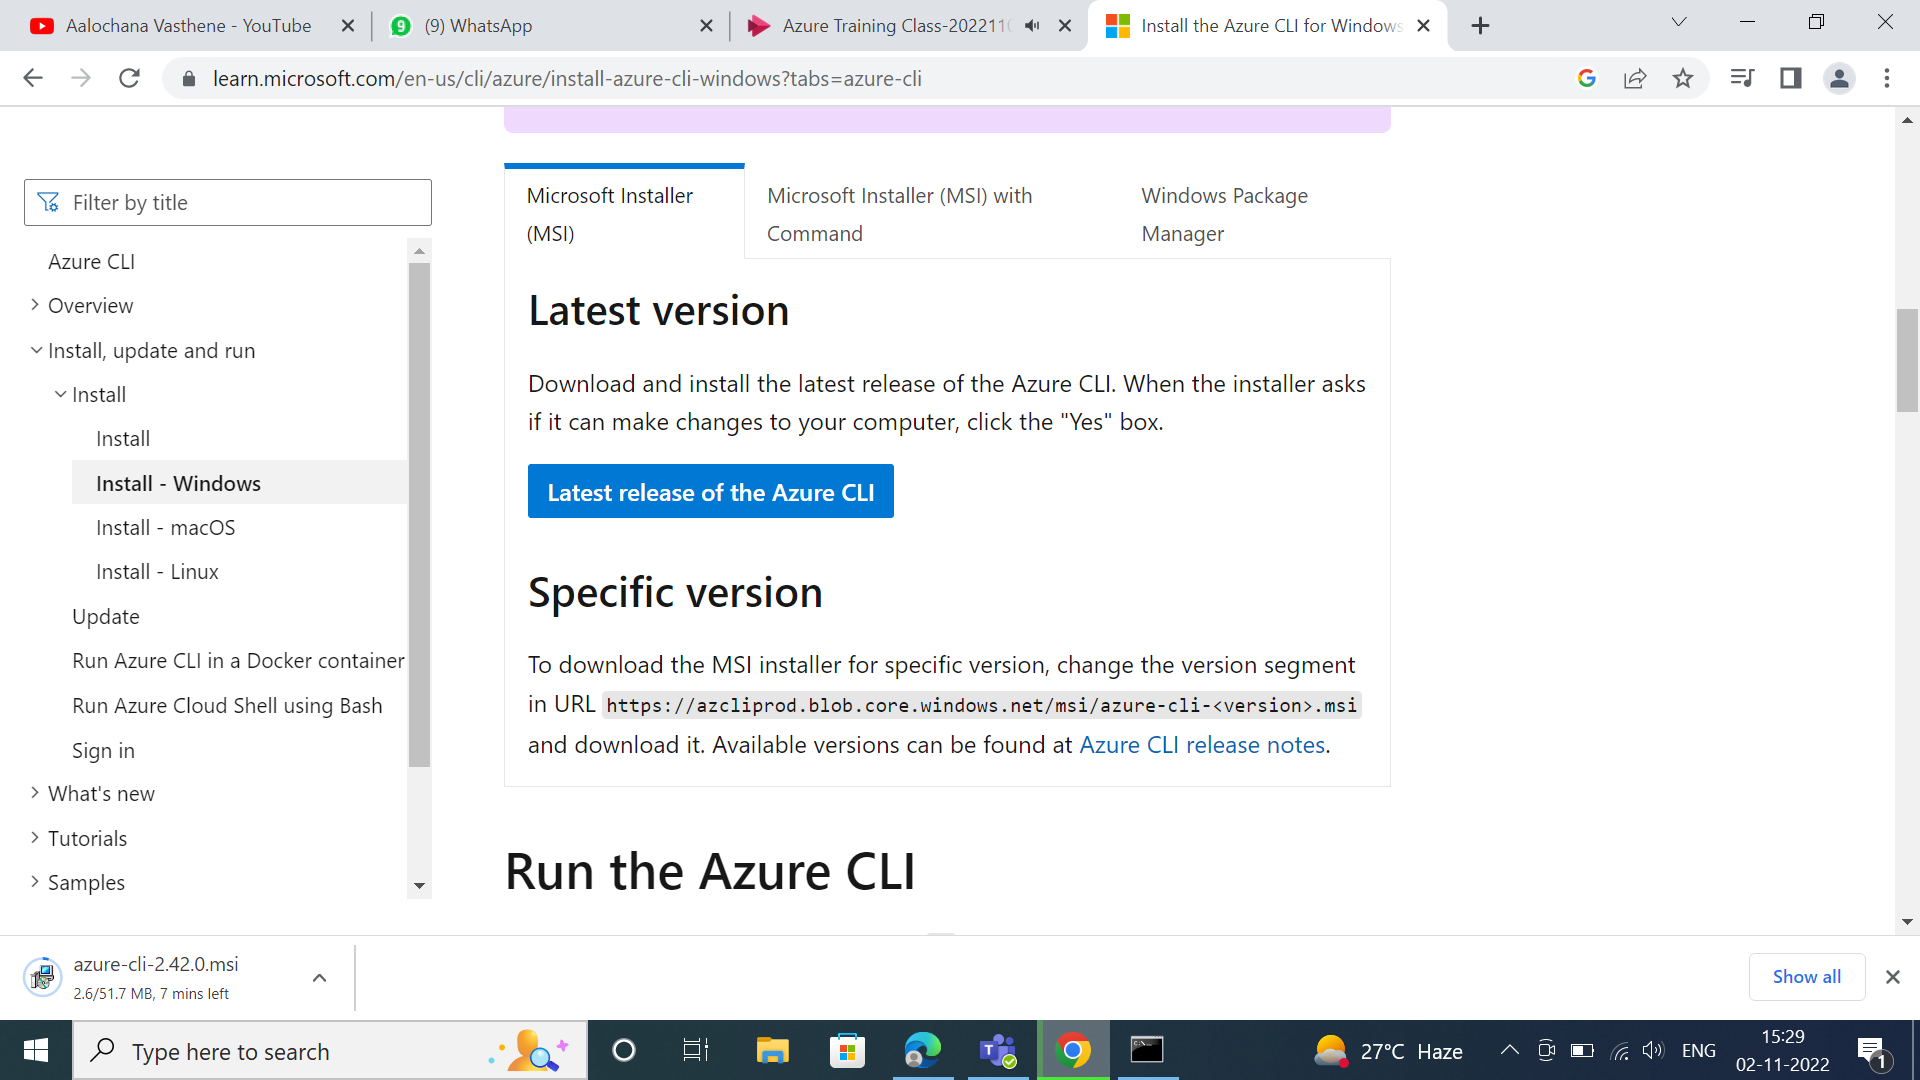 Aalochana Vasthene - YouTube
9
(9) WhatsApp
Azure Training Class-2022110
Install the Azure CLI for Windows
learn.microsoft.com/en-us/cli/azure/install-azure-cli-windows?tabs=azure-cli
Filter by title
Azure CLI
Overview
Install, update and run
Install
Install
Install - Windows
Install - macOS
Install - Linux
Update
Run Azure CLI in a Docker container
Run Azure Cloud Shell using Bash
Sign in
What's new
Tutorials
Samples
Microsoft Installer
(MSI)
Microsoft Installer (MSI) with
Command
Windows Package
Manager
Latest version
Download and install the latest release of the Azure CLI. When the installer asks
if it can make changes to your computer, click the "Yes" box.
Latest release of the Azure CLI
Specific version
To download the MSI installer for specific version, change the version segment
in URL https://azcliprod.blob.core.windows.net/msi/azure-cli-<version>.msi
and download it. Available versions can be found at Azure CLI release notes.
Run the Azure CLI
azure-cli-2.42.0.msi
2.6/51.7 MB, 7 mins left
Show all
Type here to search
27°C Haze
ENG
15:29
02-11-2022
1